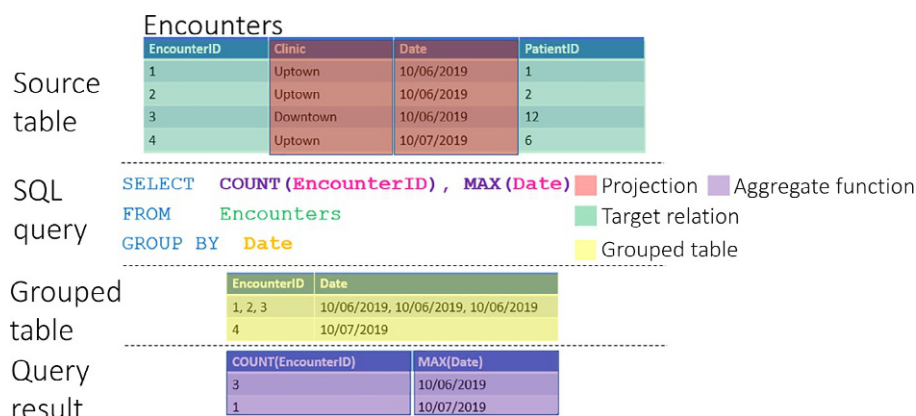 Encounters
EncounterID Clinic Date PatientID
1 Uptown 10/06/2019 1
2 Uptown 10/06/2019 2
3 Downtown 10/06/2019 12
4 Uptown 10/07/2019 6
Source
table
SQL
query
SELECT COUNT(EncounterID), MAX(Date)
FROM Encounters
GROUP BY Date
Projection Aggregate function
Target relation
Grouped table
Grouped
table
EncounterID Date
1, 2, 3 10/06/2019, 10/06/2019, 10/06/2019
4 10/07/2019
Query
result
COUNT(EncounterID) MAX(Date)
3 10/06/2019
1 10/07/2019